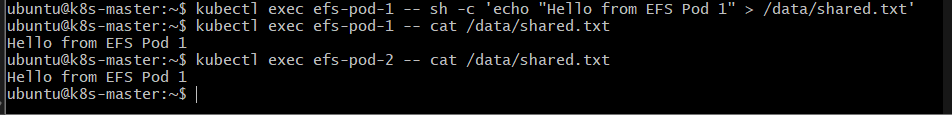 ubuntu@k8s-master:~$ kubectl exec efs-pod-1 -- sh -c 'echo "Hello from EFS Pod 1" > /data/shared.txt'
ubuntu@k8s-master:~$ kubectl exec efs-pod-1 -- cat /data/shared.txt
Hello from EFS Pod 1
ubuntu@k8s-master:~$ kubectl exec efs-pod-2 -- cat /data/shared.txt
Hello from EFS Pod 1
ubuntu@k8s-master:~$